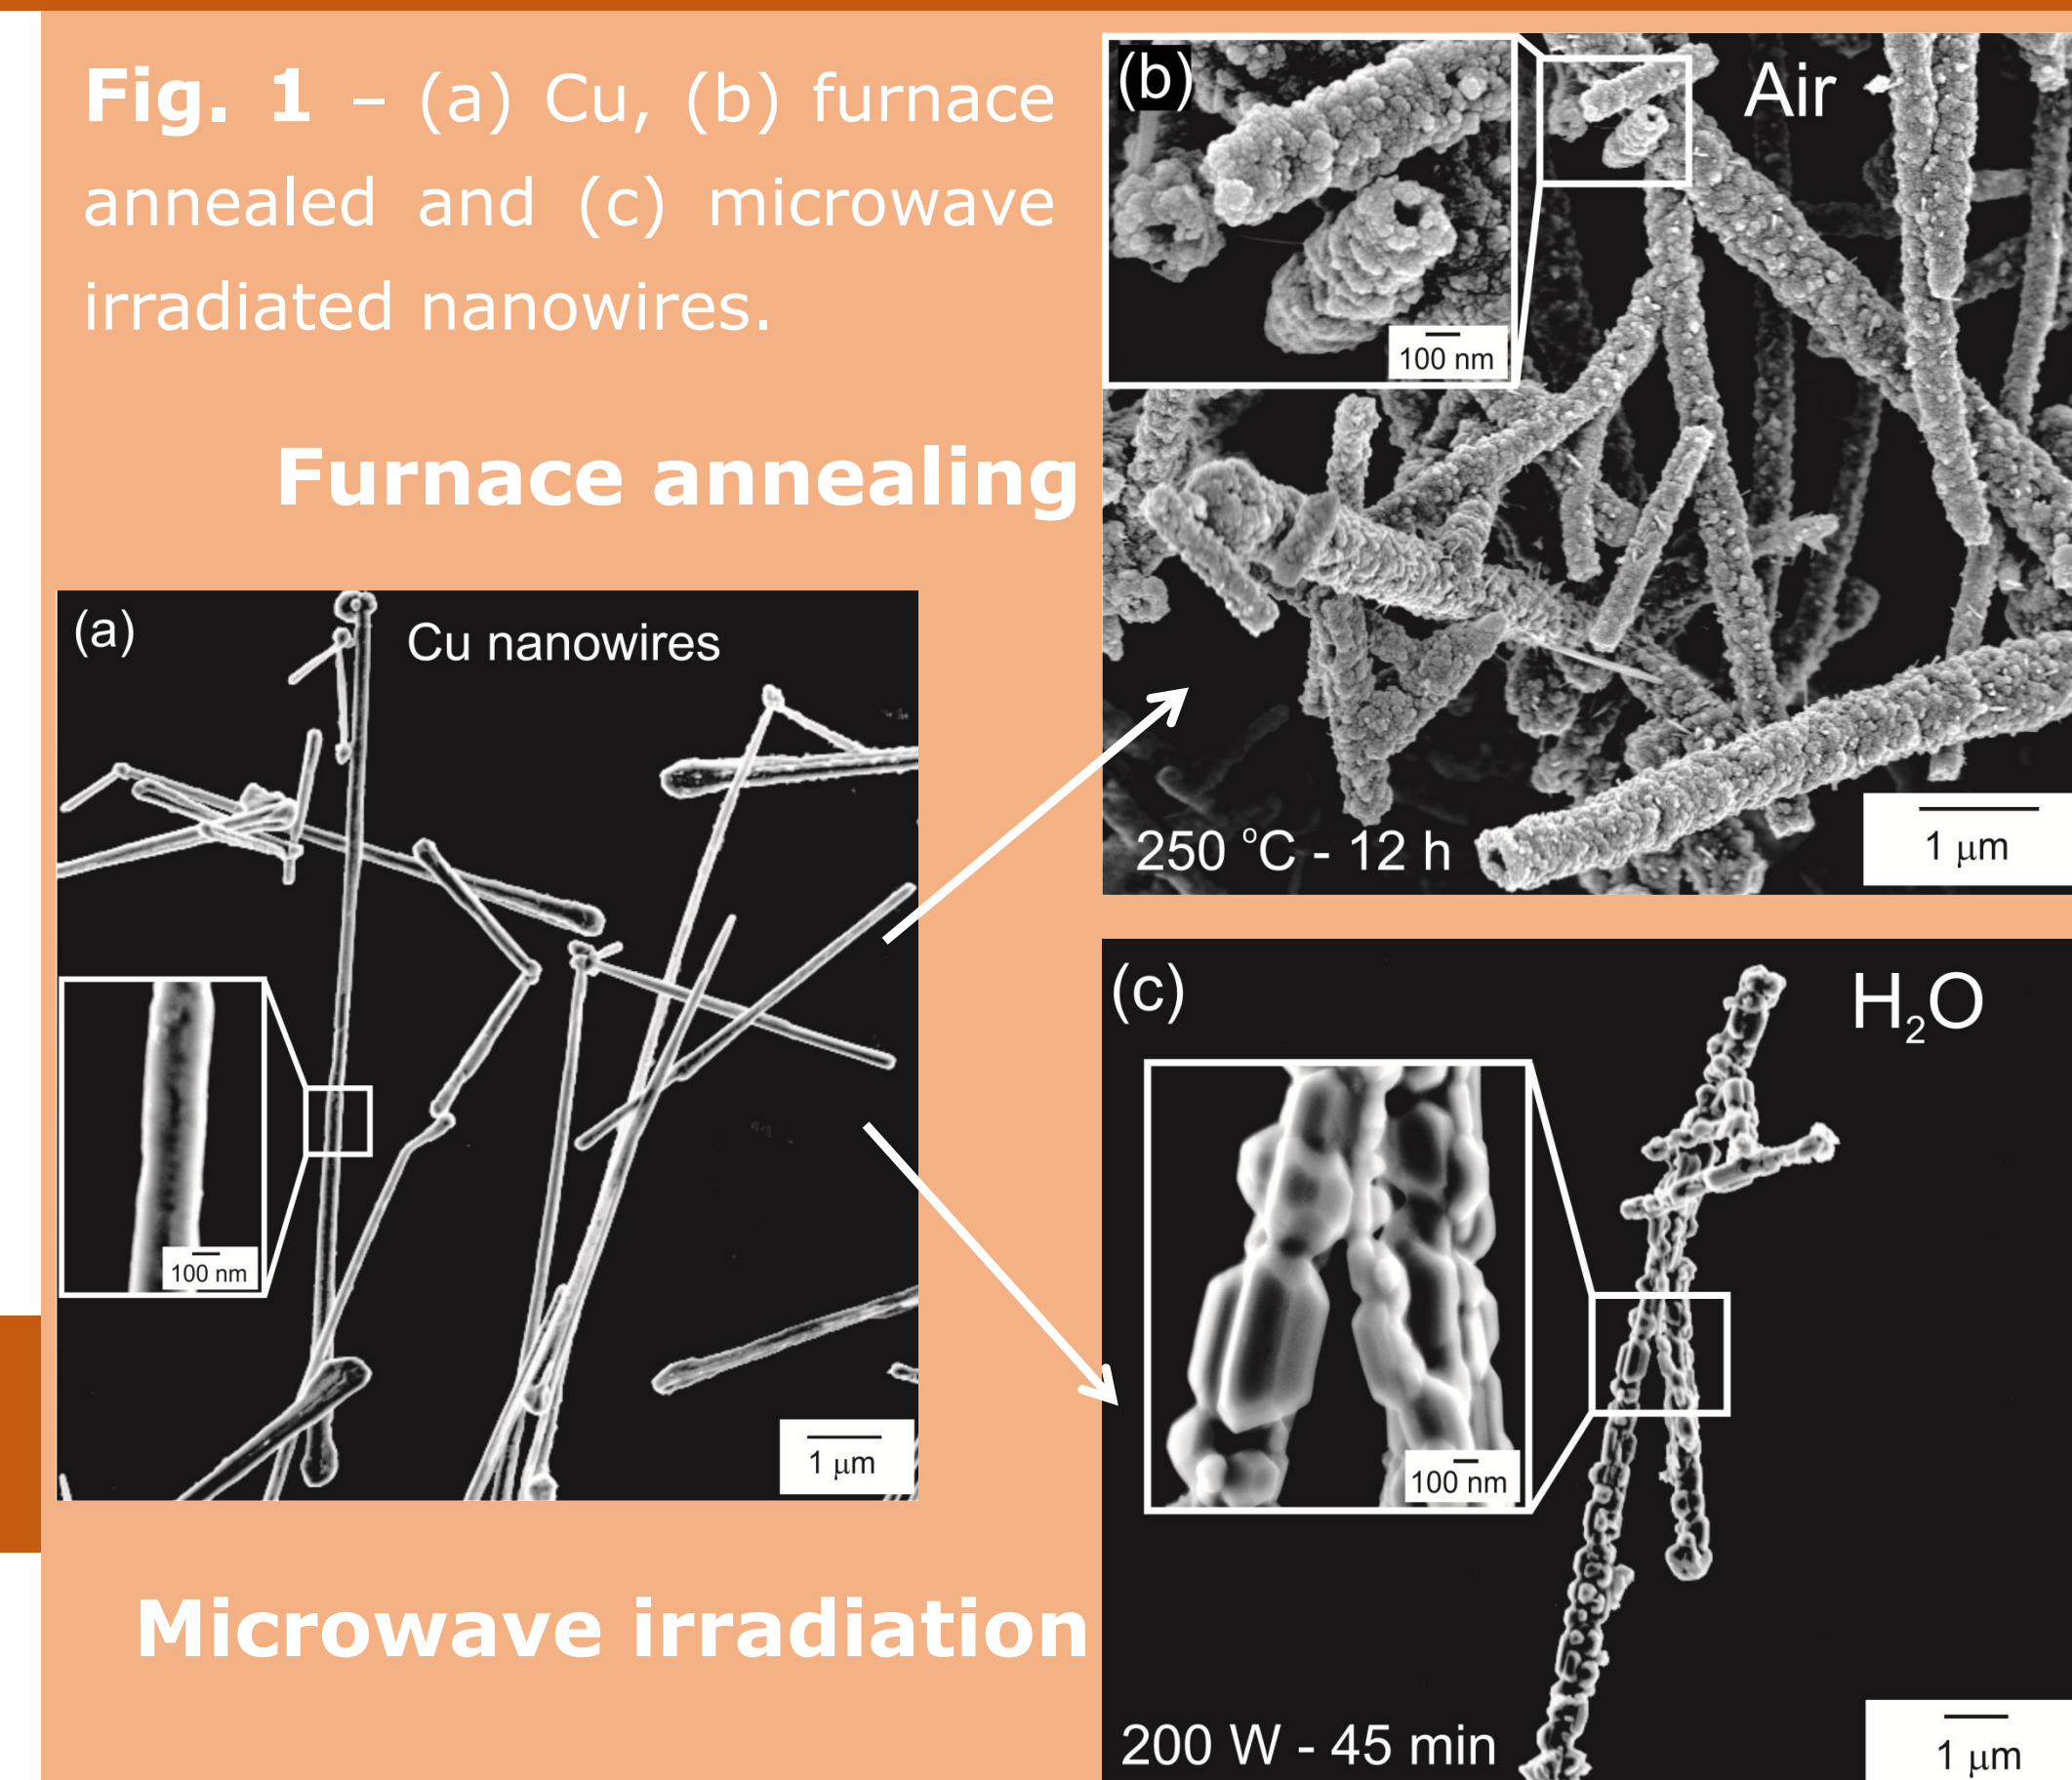 Fig. 1 – (a) Cu, (b) furnace
annealed and (c) microwave
irradiated nanowires.
Furnace annealing
(b)
Air
100 nm
250 °C - 12 h
1 μm
(a)
Cu nanowires
100 nm
1 μm
(c)
H₂O
100 nm
200 W - 45 min
1 μm
Microwave irradiation